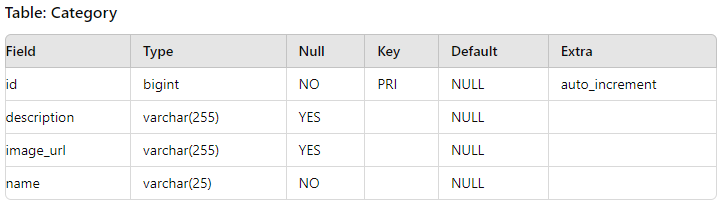 Table: Category
Field Type Null Key Default Extra
id bigint NO PRI NULL auto_increment
description varchar(255) YES NULL
image_url varchar(255) YES NULL
name varchar(25) NO NULL